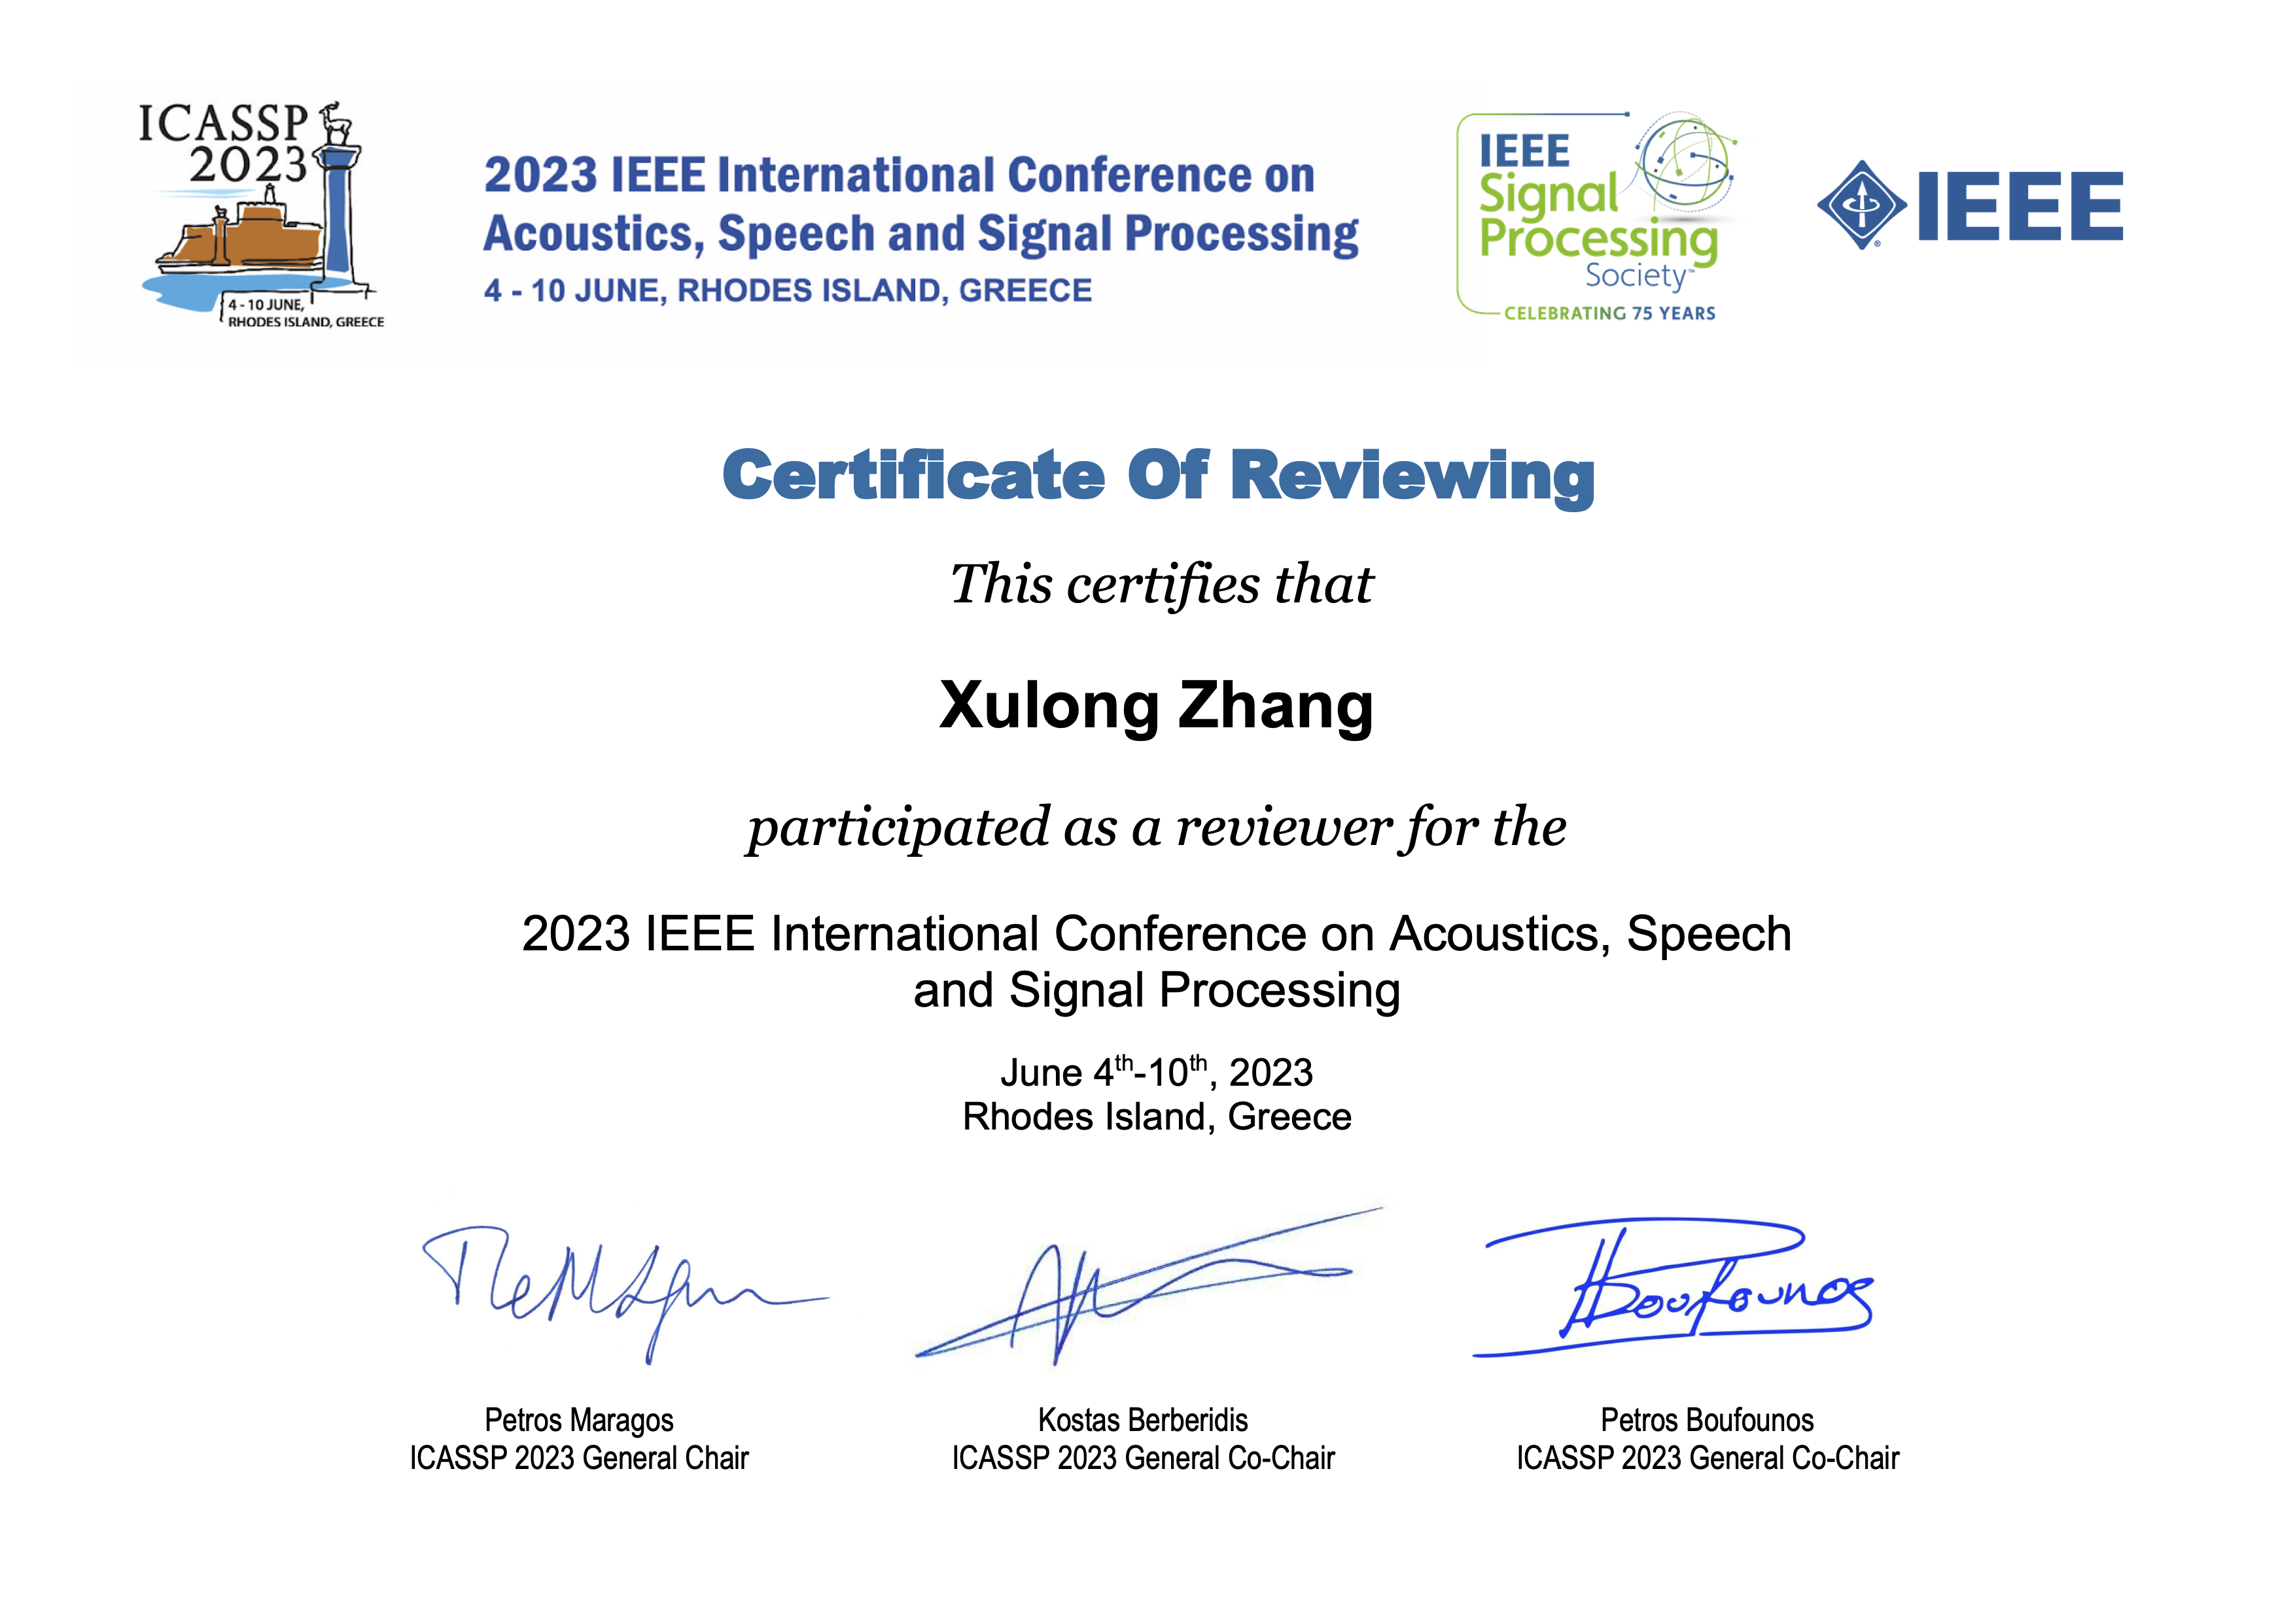 ICASSP
2023
4 - 10 JUNE,
RHODES ISLAND, GREECE
2023 IEEE International Conference on
Acoustics, Speech and Signal Processing
4 - 10 JUNE, RHODES ISLAND, GREECE
IEEE
Signal
Processing
Society™
CELEBRATING 75 YEARS
®
IEEE
Certificate Of Reviewing
This certifies that
Xulong Zhang
participated as a reviewer for the
2023 IEEE International Conference on Acoustics, Speech
and Signal Processing
June 4th-10th, 2023
Rhodes Island, Greece
Boufounos
Petros Maragos
ICASSP 2023 General Chair
Kostas Berberidis
ICASSP 2023 General Co-Chair
Petros Boufounos
ICASSP 2023 General Co-Chair